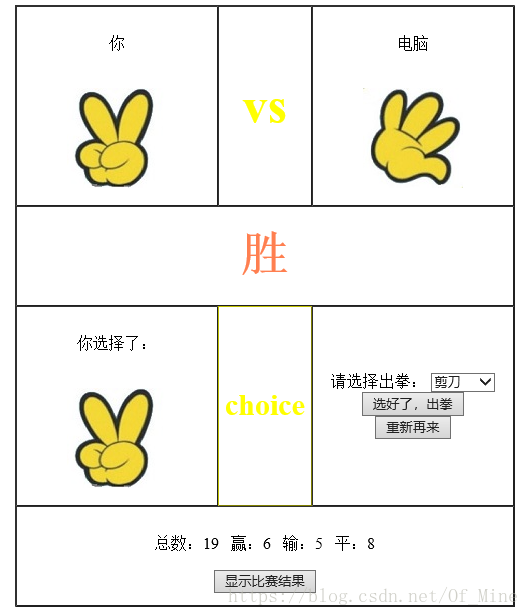 你
电脑
vs
胜
你选择了：
choice
请选择出拳： 剪刀
选好了，出拳
重新再来
总数：19 赢：6 输：5 平：8
显示比赛结果
https://blog.csdn.net/Of_Mine